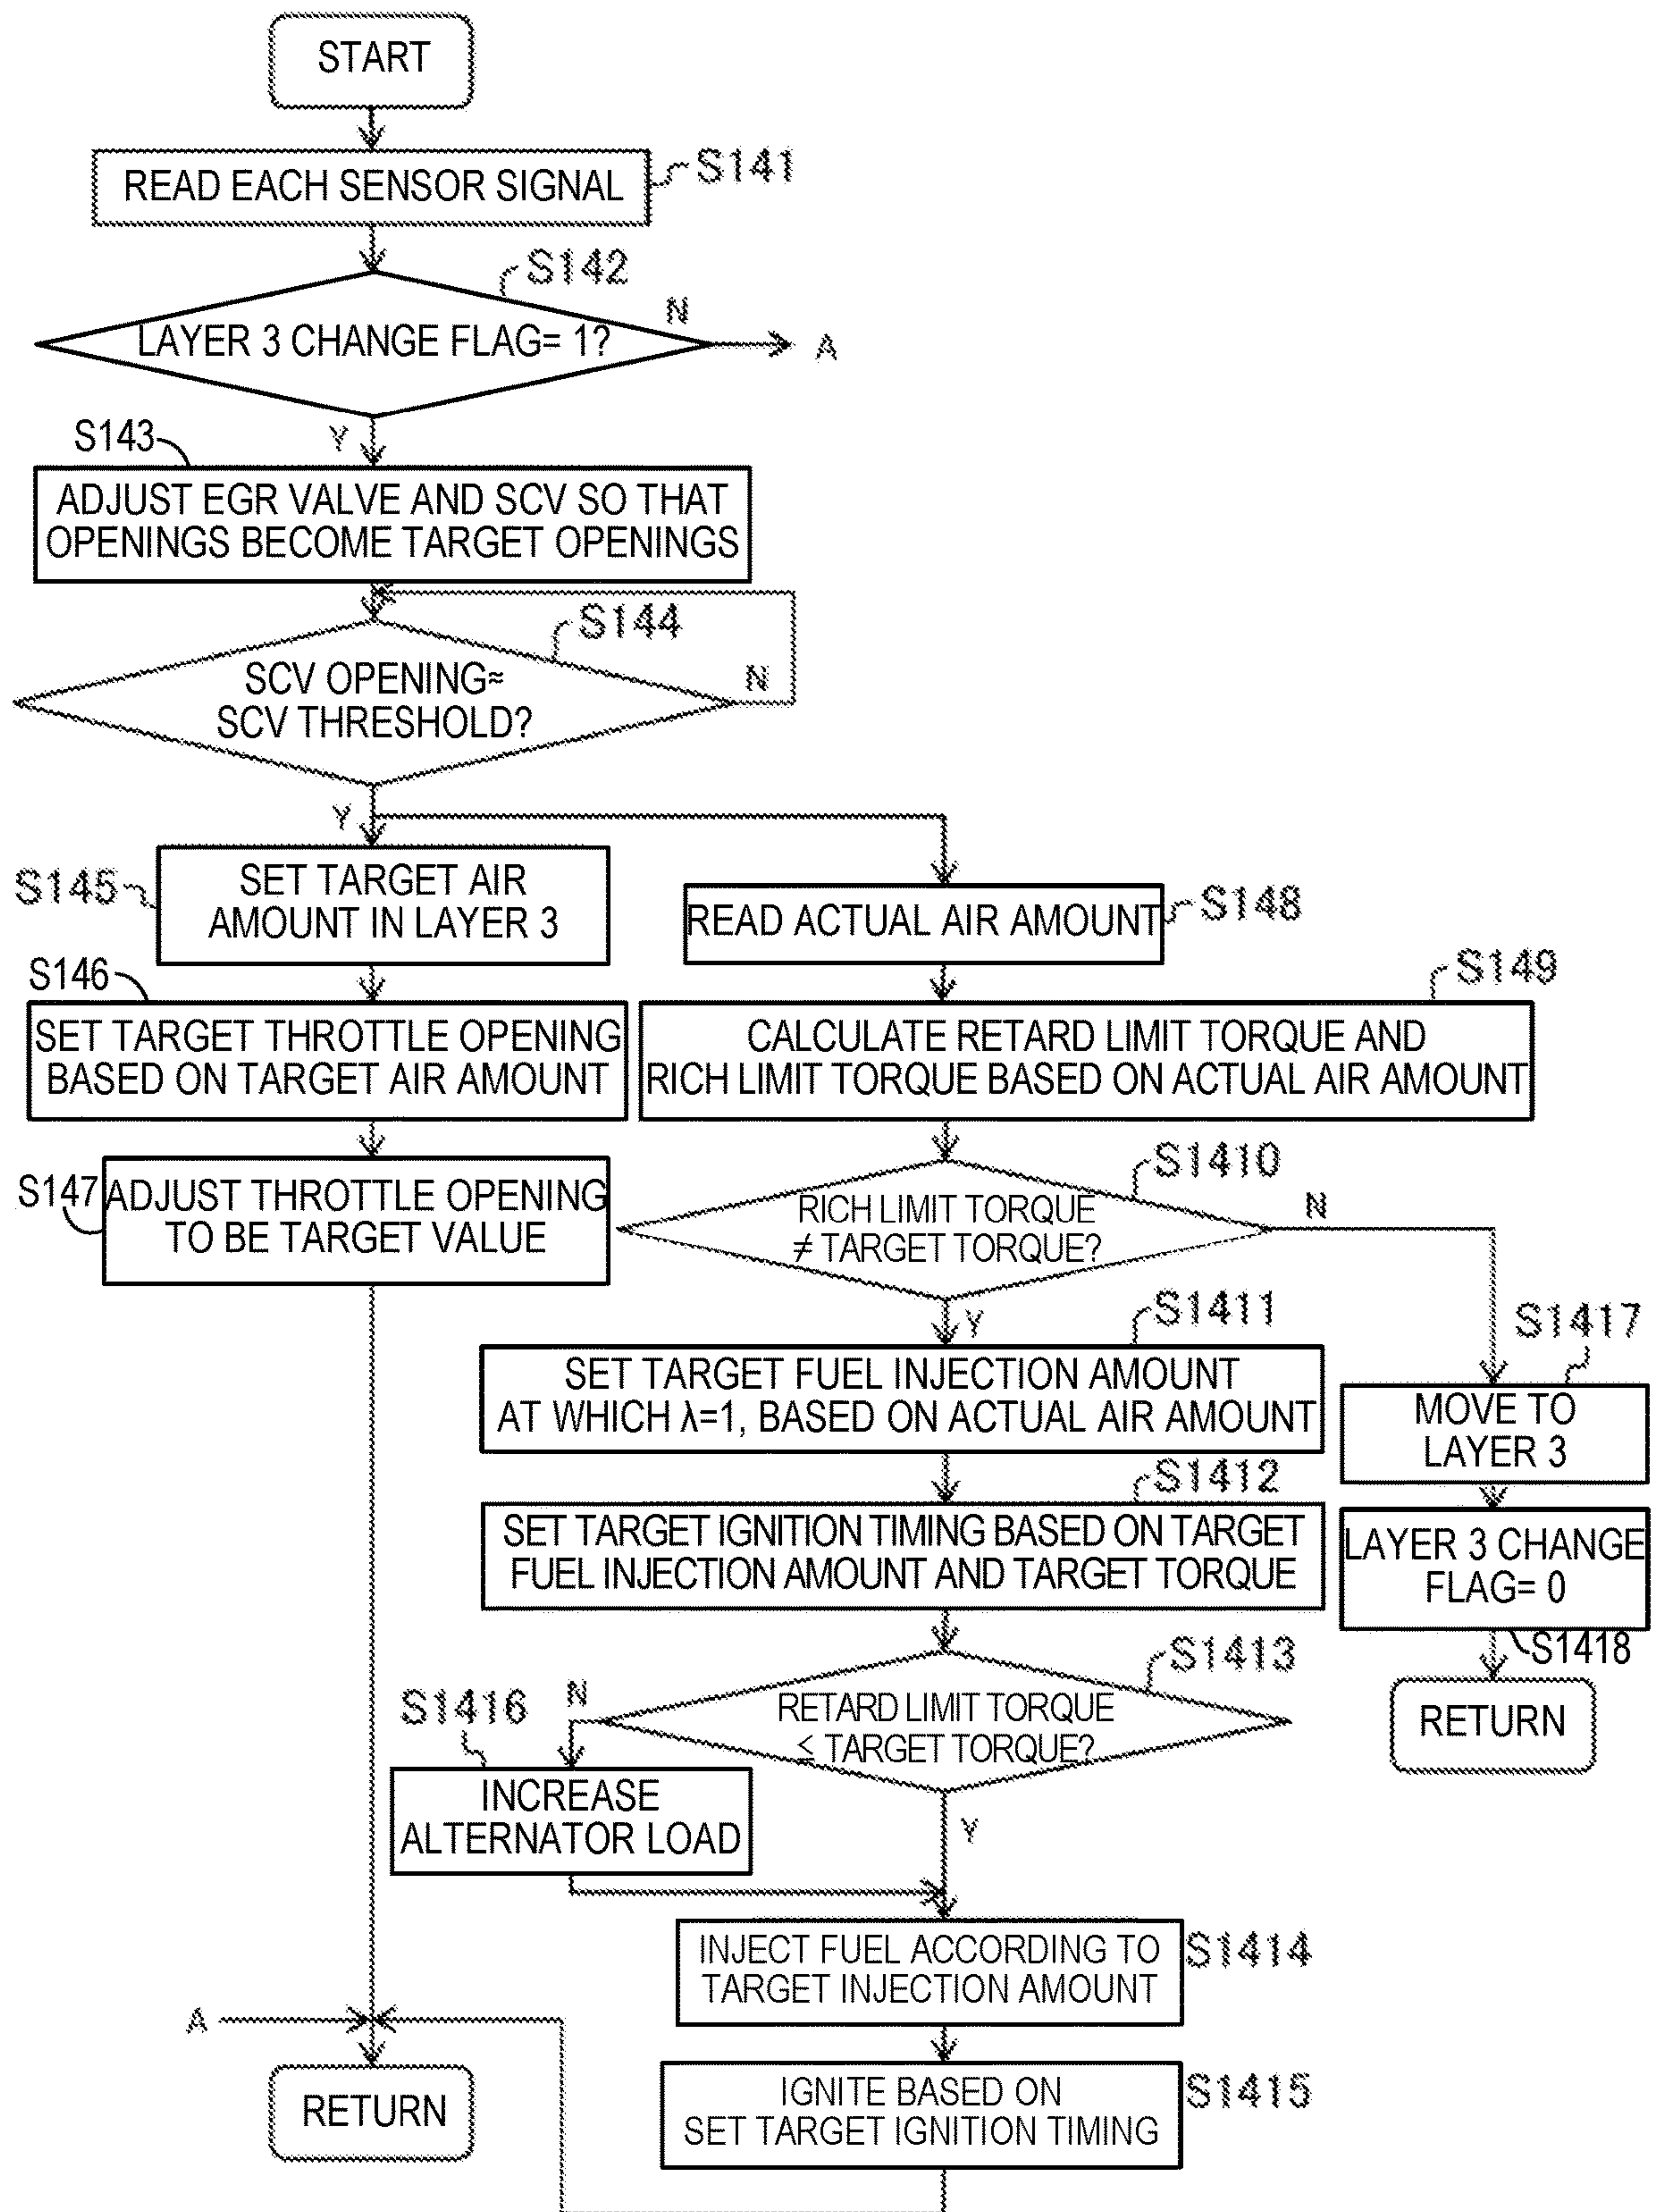 START
READ EACH SENSOR SIGNAL
S141
S142
LAYER 3 CHANGE FLAG= 1?
N
A
Y
S143
ADJUST EGR VALVE AND SCV SO THAT
OPENINGS BECOME TARGET OPENINGS
S144
SCV OPENING≈
SCV THRESHOLD?
N
Y
S145
SET TARGET AIR
AMOUNT IN LAYER 3
READ ACTUAL AIR AMOUNT
S148
S146
SET TARGET THROTTLE OPENING
BASED ON TARGET AIR AMOUNT
S149
CALCULATE RETARD LIMIT TORQUE AND
RICH LIMIT TORQUE BASED ON ACTUAL AIR AMOUNT
S147
ADJUST THROTTLE OPENING
TO BE TARGET VALUE
S1410
RICH LIMIT TORQUE
≠ TARGET TORQUE?
N
Y
S1411
SET TARGET FUEL INJECTION AMOUNT
AT WHICH λ=1, BASED ON ACTUAL AIR AMOUNT
S1417
MOVE TO
LAYER 3
S1412
SET TARGET IGNITION TIMING BASED ON TARGET
FUEL INJECTION AMOUNT AND TARGET TORQUE
LAYER 3 CHANGE
FLAG= 0
S1418
RETURN
S1413
RETARD LIMIT TORQUE
≤ TARGET TORQUE?
N
S1416
INCREASE
ALTERNATOR LOAD
Y
INJECT FUEL ACCORDING TO
TARGET INJECTION AMOUNT
S1414
A
RETURN
IGNITE BASED ON
SET TARGET IGNITION TIMING
S1415